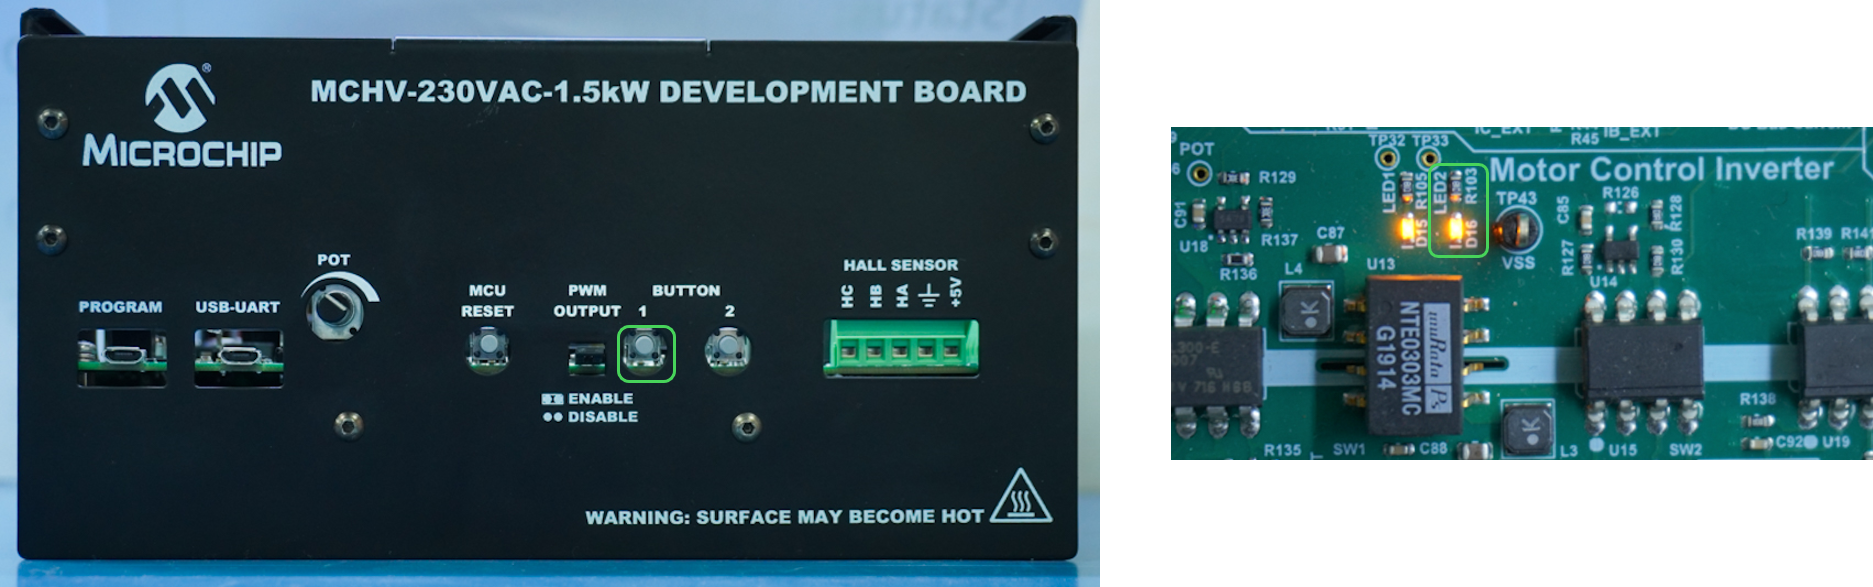 MCHV-230VAC-1.5kW DEVELOPMENT BOARD
MICROCHIP
®
POT
PROGRAM
USB-UART
MCU
RESET
PWM
OUTPUT
BUTTON
1
2
HALL SENSOR
HC
HB
HA
+5V
ENABLE
DISABLE
WARNING: SURFACE MAY BECOME HOT
IC_EXT
IB_EXT
R45
TP32
TP33
POT
Motor Control Inverter
R129
C91
U18
R137
R136
LED1
R105
LED2
R103
D15
D16
TP43
VSS
C87
L4
U13
muRata Ps
NTE0303MC
G1914
C85
R126
R128
R127
R130
U14
R139
R138
C92
U19
R135
SW1
C88
L3
U15
SW2